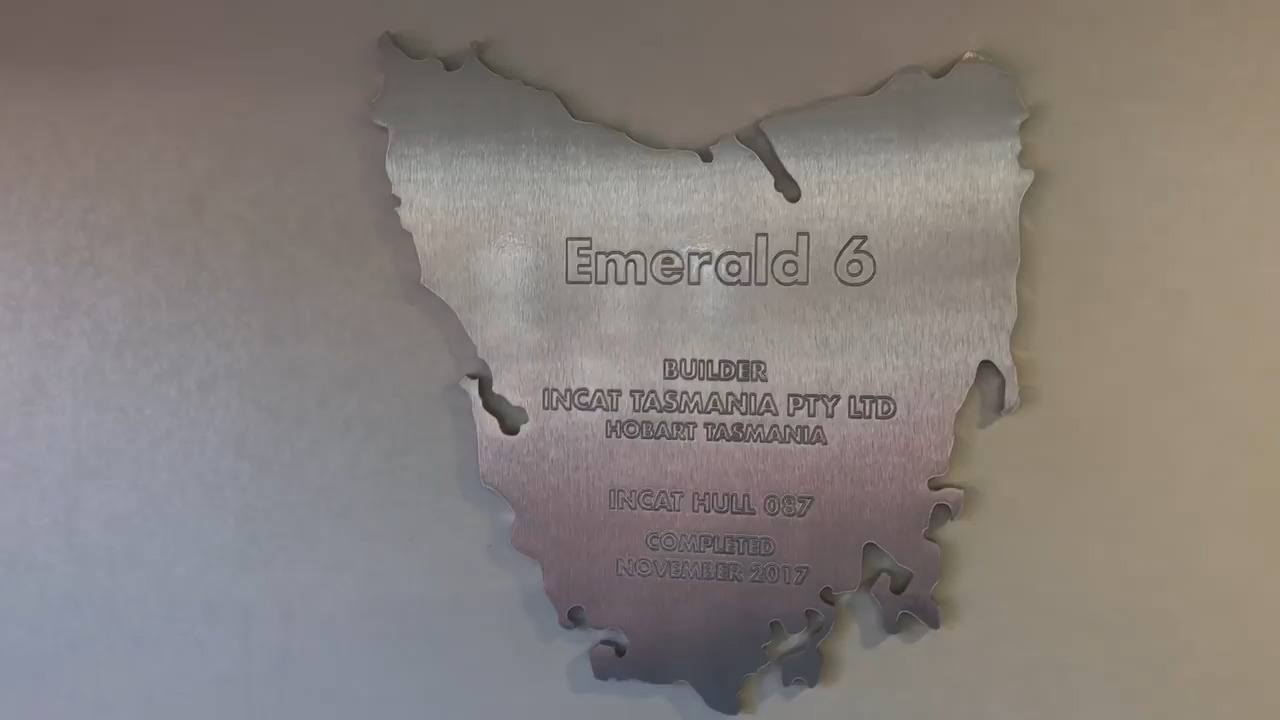 Emerald 6
BUILDER
INCAT TASMANIA PTY LTD
HOBART TASMANIA
INCAT HULL 087
COMPLETED
NOVEMBER 2017